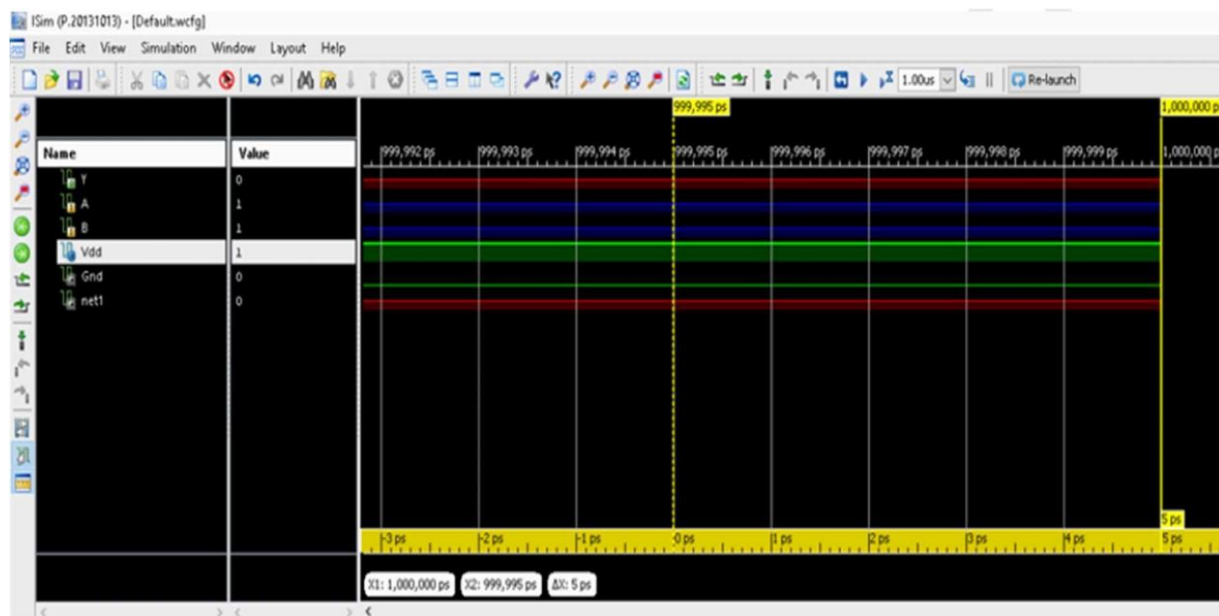 ISim (P.20131013) - [Default.wcfg]
File Edit View Simulation Window Layout Help
1.00us Re-launch
999,995 ps 1,000,000 p
Name Value
999,992 ps 999,993 ps 999,994 ps 999,995 ps 999,996 ps 999,997 ps 999,998 ps 999,999 ps 1,000,000 p
Y 0
A 1
B 1
Vdd 1
Gnd 0
net1 0
5 ps
-3 ps -2 ps -1 ps 0 ps 1 ps 2 ps 3 ps 4 ps 5 ps
X1: 1,000,000 ps X2: 999,995 ps ΔX: 5 ps